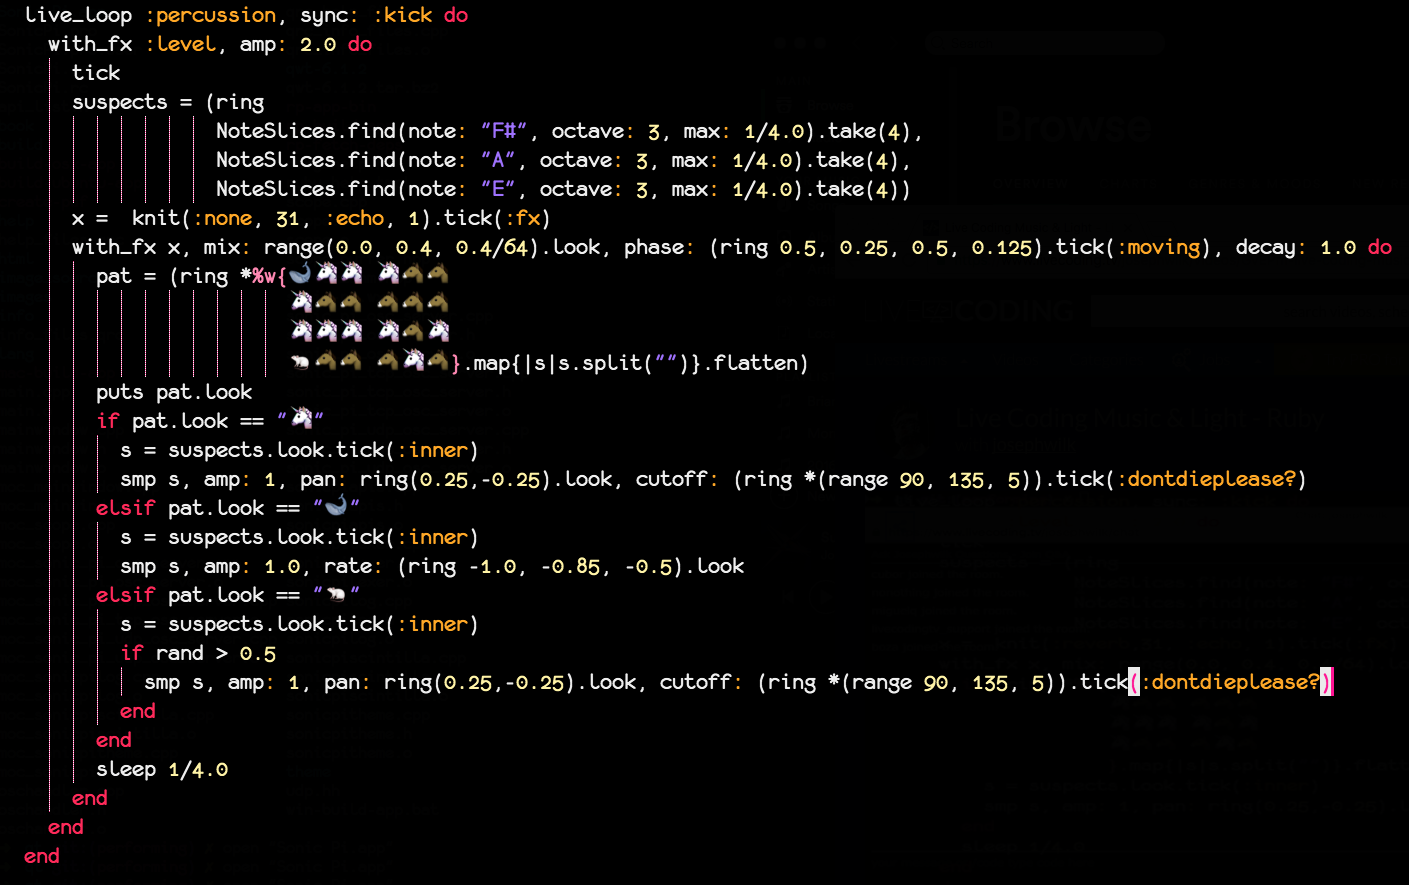 live_loop :percussion, sync: :kick do
with_fx :level, amp: 2.0 do
tick
suspects = (ring
NoteSlices.find(note: "F#", octave: 3, max: 1/4.0).take(4),
NoteSlices.find(note: "A", octave: 3, max: 1/4.0).take(4),
NoteSlices.find(note: "E", octave: 3, max: 1/4.0).take(4))
x =  knit(:none, 31, :echo, 1).tick(:fx)
with_fx x, mix: range(0.0, 0.4, 0.4/64).look, phase: (ring 0.5, 0.25, 0.5, 0.125).tick(:moving), decay: 1.0 do
pat = (ring *%w{🐋🦄🦄 🦄🐴🐴
🦄🐴🐴 🐴🐴🐴
🦄🦄🦄 🦄🐴🦄
🐀🐴🐴 🐴🦄🐴}.map{|s|s.split("")}.flatten)
puts pat.look
if pat.look == "🦄"
s = suspects.look.tick(:inner)
smp s, amp: 1, pan: ring(0.25,-0.25).look, cutoff: (ring *(range 90, 135, 5)).tick(:dontdieplease?)
elsif pat.look == "🐋"
s = suspects.look.tick(:inner)
smp s, amp: 1.0, rate: (ring -1.0, -0.85, -0.5).look
elsif pat.look == "🐀"
s = suspects.look.tick(:inner)
if rand > 0.5
smp s, amp: 1, pan: ring(0.25,-0.25).look, cutoff: (ring *(range 90, 135, 5)).tick(:dontdieplease?)
end
end
sleep 1/4.0
end
end
end
Browse